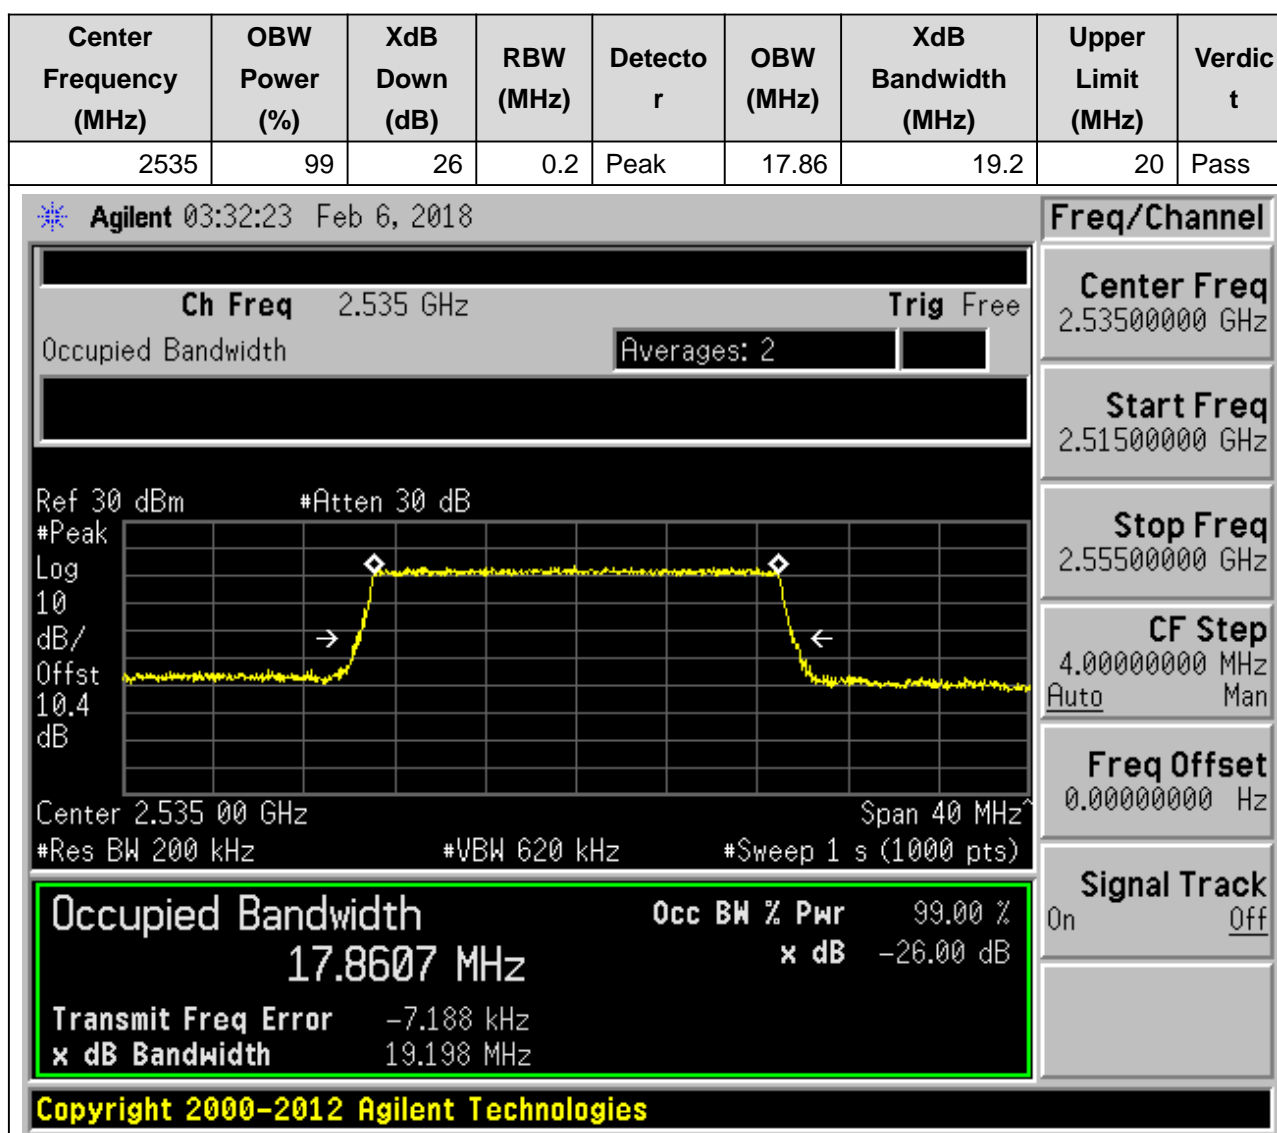 Center Frequency (MHz) OBW Power (%) XdB Down (dB) RBW (MHz) Detecto r OBW (MHz) XdB Bandwidth (MHz) Upper Limit (MHz) Verdic t
2535 99 26 0.2 Peak 17.86 19.2 20 Pass
Agilent 03:32:23 Feb 6, 2018
Freq/Channel
Ch Freq 2.535 GHz Trig Free
Occupied Bandwidth Averages: 2
Center Freq
2.53500000 GHz
Start Freq
2.51500000 GHz
Stop Freq
2.55500000 GHz
CF Step
4.00000000 MHz
Auto Man
Freq Offset
0.00000000 Hz
Signal Track
On Off
Ref 30 dBm #Atten 30 dB
#Peak
Log
10
dB/
Offst
10.4
dB
Center 2.535 00 GHz Span 40 MHz^
#Res BW 200 kHz #VBW 620 kHz #Sweep 1 s (1000 pts)
Occupied Bandwidth Occ BW % Pwr 99.00 %
17.8607 MHz x dB -26.00 dB
Transmit Freq Error -7.188 kHz
x dB Bandwidth 19.198 MHz
Copyright 2000-2012 Agilent Technologies